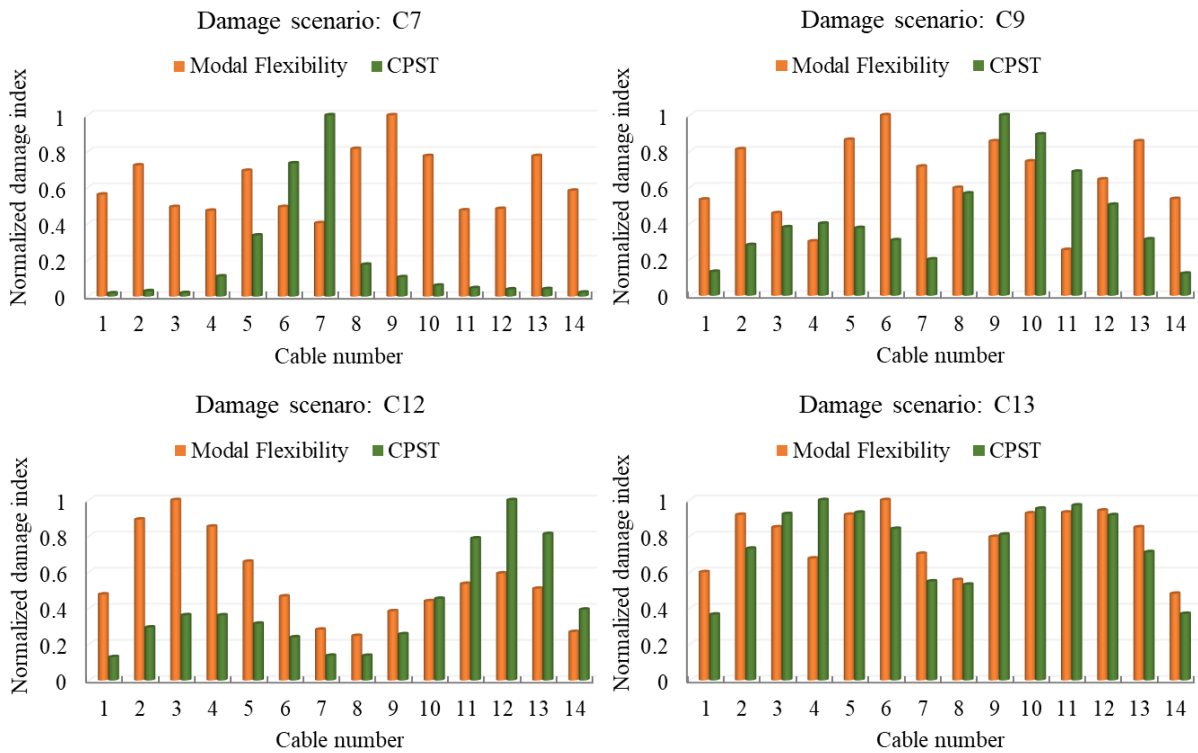 Damage scenario: C7
Modal Flexibility CPST
Normalized damage index
1
0.8
0.6
0.4
0.2
0
1 2 3 4 5 6 7 8 9 10 11 12 13 14
Cable number
Damage scenario: C9
Modal Flexibility CPST
Normalized damage index
1
0.8
0.6
0.4
0.2
0
1 2 3 4 5 6 7 8 9 10 11 12 13 14
Cable number
Damage scenaro: C12
Modal Flexibility CPST
Normalized damage index
1
0.8
0.6
0.4
0.2
0
1 2 3 4 5 6 7 8 9 10 11 12 13 14
Cable number
Damage scenario: C13
Modal Flexibility CPST
Normalized damage index
1
0.8
0.6
0.4
0.2
0
1 2 3 4 5 6 7 8 9 10 11 12 13 14
Cable number